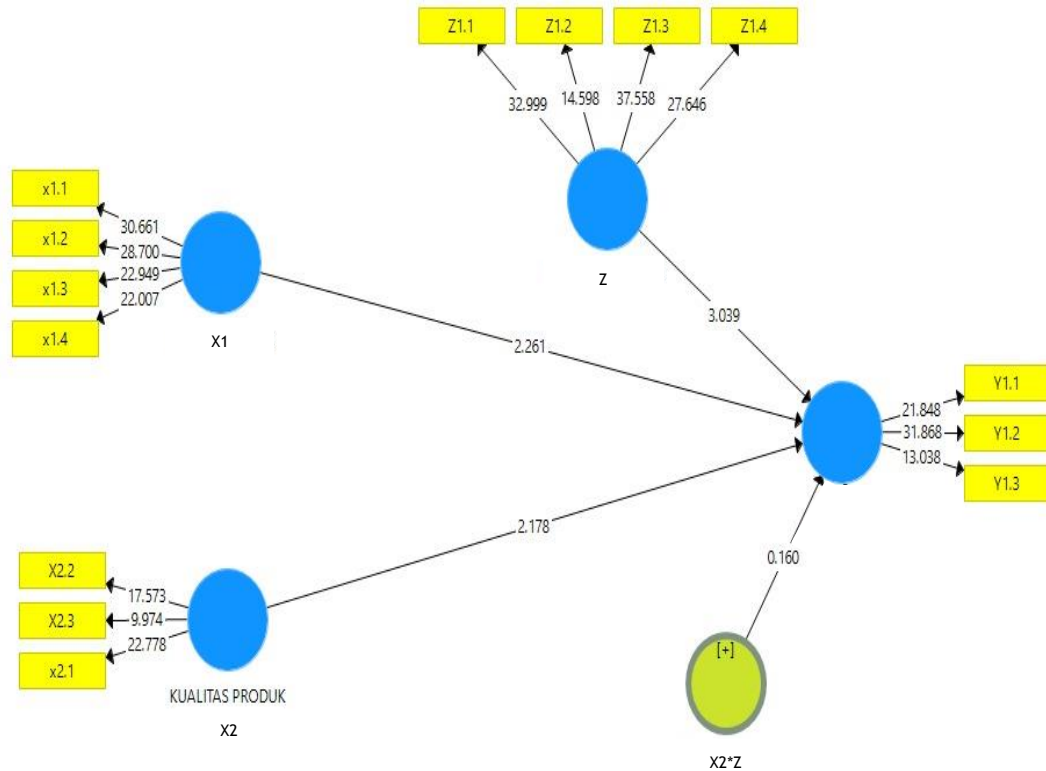 Z1.1
Z1.2
Z1.3
Z1.4
32.999
14.598
37.558
27.646
Z
3.039
x1.1
x1.2
x1.3
x1.4
30.661
28.700
22.949
22.007
X1
2.261
Y1.1
Y1.2
Y1.3
21.848
31.868
13.038
X2.2
X2.3
x2.1
17.573
9.974
22.778
KUALITAS PRODUK
X2
2.178
0.160
[+]
X2*Z